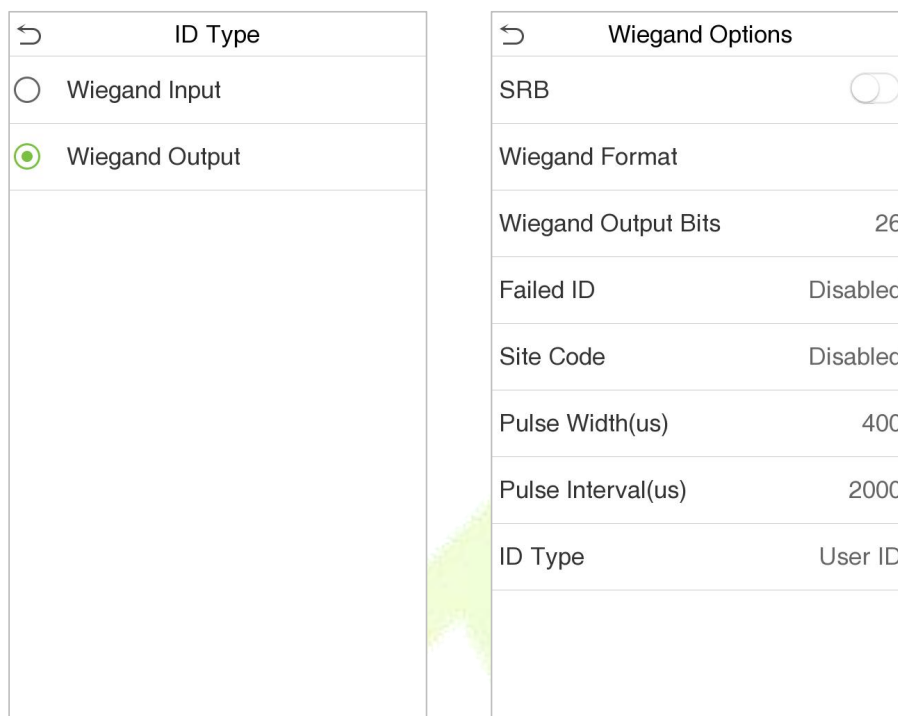 ID Type
Wiegand Input
Wiegand Output
Wiegand Options
SRB
Wiegand Format
Wiegand Output Bits 26
Failed ID Disabled
Site Code Disabled
Pulse Width(us) 400
Pulse Interval(us) 2000
ID Type User ID